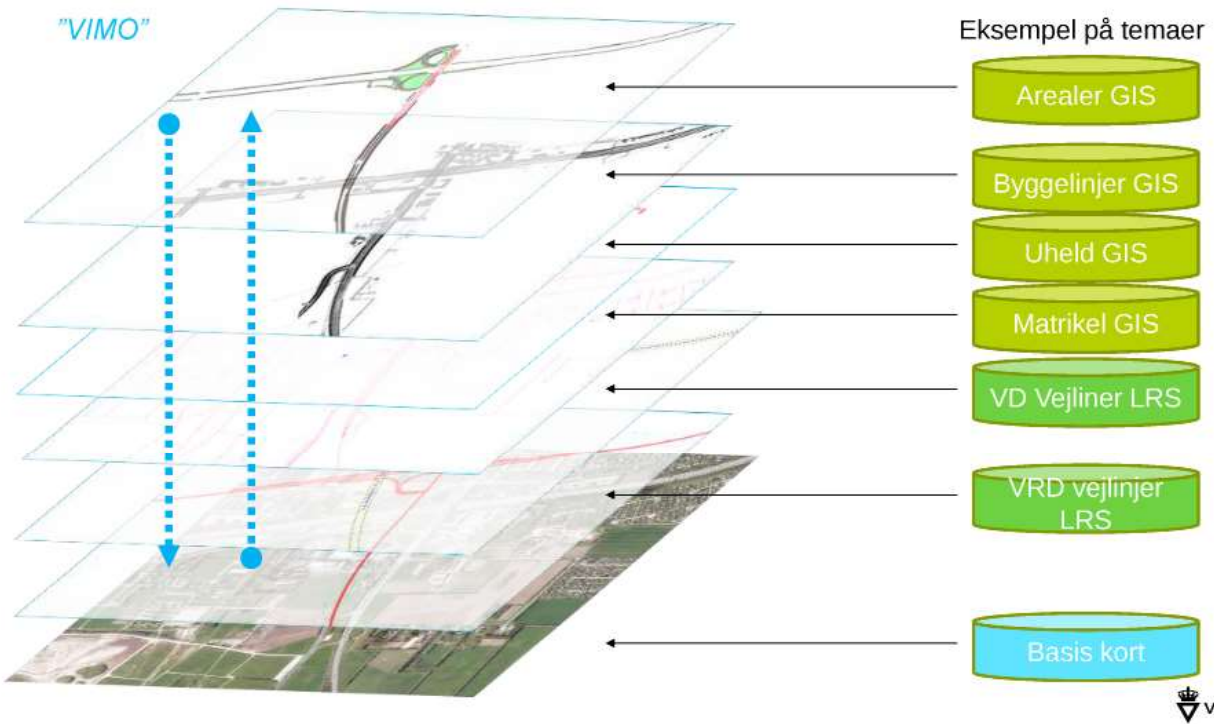 "VIMO"
Eksempel på temaer
Arealer GIS
Byggelinjer GIS
Uheld GIS
Matrikel GIS
VD Vejliner LRS
VRD vejlinjer
LRS
Basis kort
V